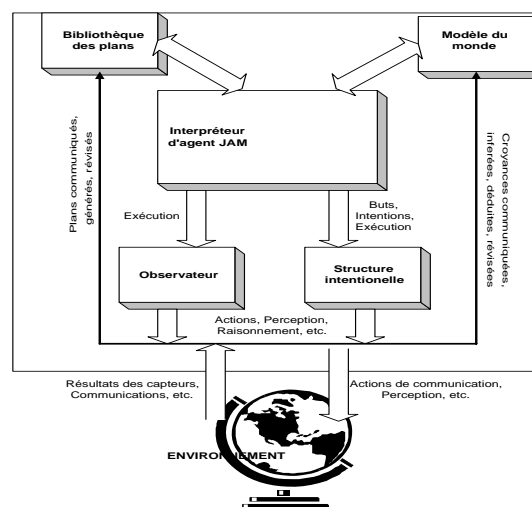 Bibliothèque
des plans
Modèle du
monde
Interpréteur
d'agent JAM
Plans communiqués,
générés, révisés
Croyances communiquées,
inferées, déduites, révisées
Exécution
Buts,
Intentions,
Exécution
Observateur
Structure
intentionelle
Actions, Perception,
Raisonnement, etc.
Résultats des capteurs,
Communications, etc.
Actions de communication,
Perception, etc.
ENVIRONNEMENT